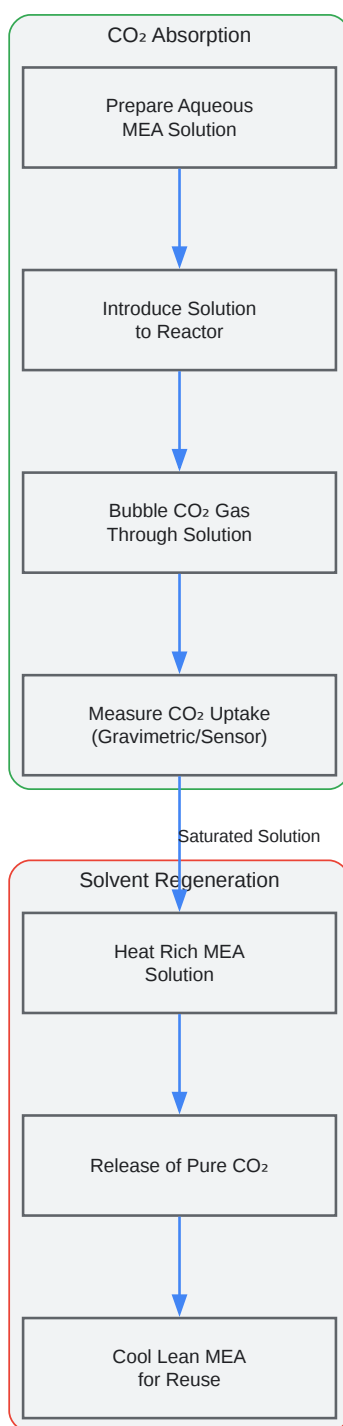 CO₂ Absorption
Prepare Aqueous
MEA Solution
Introduce Solution
to Reactor
Bubble CO₂ Gas
Through Solution
Measure CO₂ Uptake
(Gravimetric/Sensor)
Saturated Solution
Solvent Regeneration
Heat Rich MEA
Solution
Release of Pure CO₂
Cool Lean MEA
for Reuse